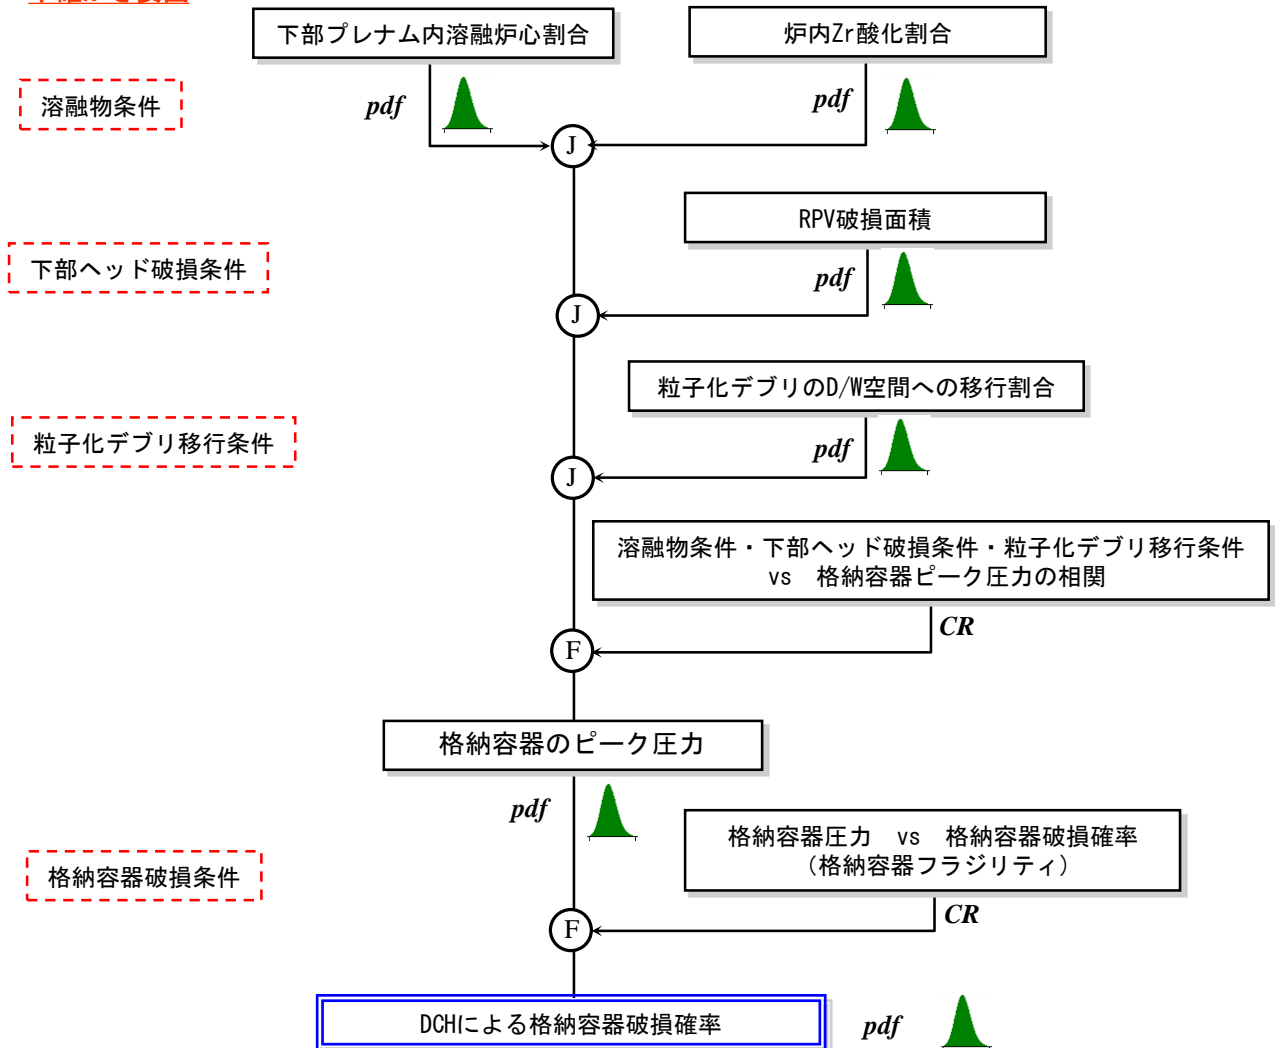 下部プレナム内溶融炉心割合
炉内Zr酸化割合
溶融物条件
pdf
pdf
J
RPV破損面積
下部ヘッド破損条件
pdf
J
粒子化デブリのD/W空間への移行割合
粒子化デブリ移行条件
pdf
J
溶融物条件・下部ヘッド破損条件・粒子化デブリ移行条件
vs 格納容器ピーク圧力の相関
CR
F
格納容器のピーク圧力
pdf
格納容器圧力 vs 格納容器破損確率
(格納容器フラジリティ)
格納容器破損条件
CR
F
DCHによる格納容器破損確率
pdf